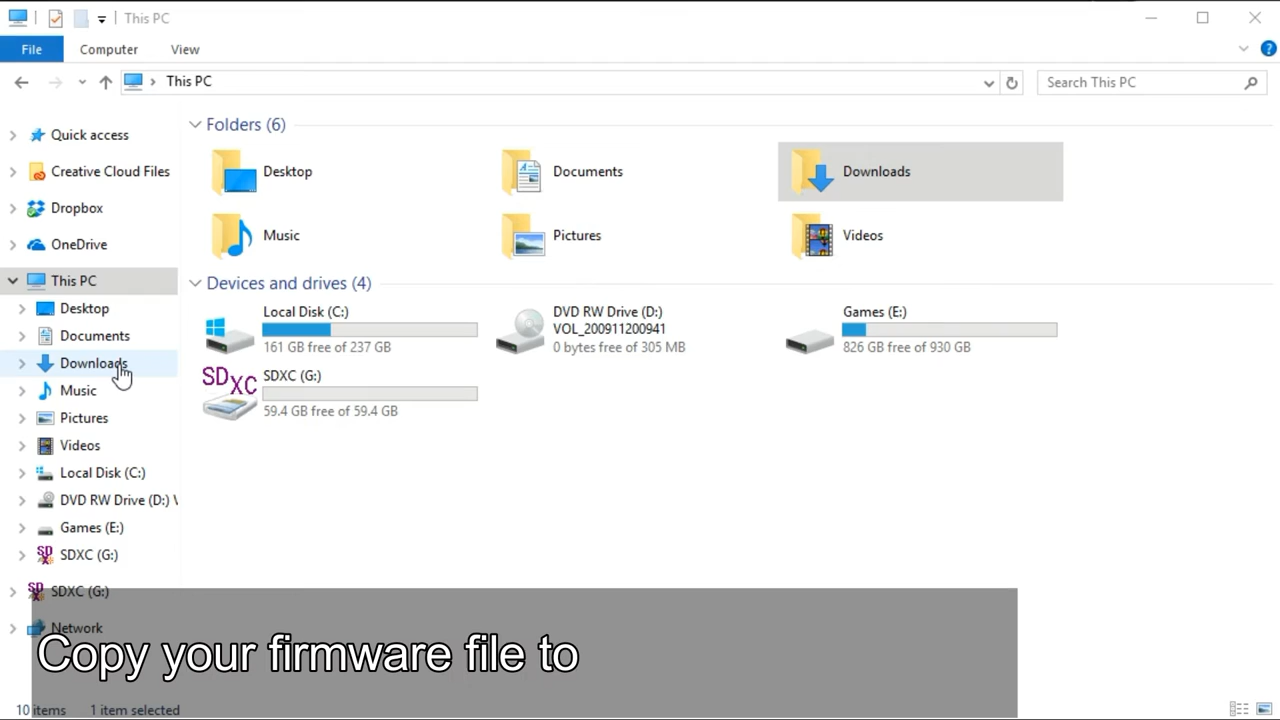 This PC
File
Computer
View
This PC
Search This PC
Quick access
Creative Cloud Files
Dropbox
OneDrive
This PC
Desktop
Documents
Downloads
Music
Pictures
Videos
Local Disk (C:)
DVD RW Drive (D:) V
Games (E:)
SDXC (G:)
SDXC (G:)
Network
Folders (6)
Desktop
Documents
Downloads
Music
Pictures
Videos
Devices and drives (4)
Local Disk (C:)
161 GB free of 237 GB
DVD RW Drive (D:)
VOL_200911200941
0 bytes free of 305 MB
Games (E:)
826 GB free of 930 GB
SDXC
SDXC (G:)
59.4 GB free of 59.4 GB
Copy your firmware file to
10 items
1 item selected